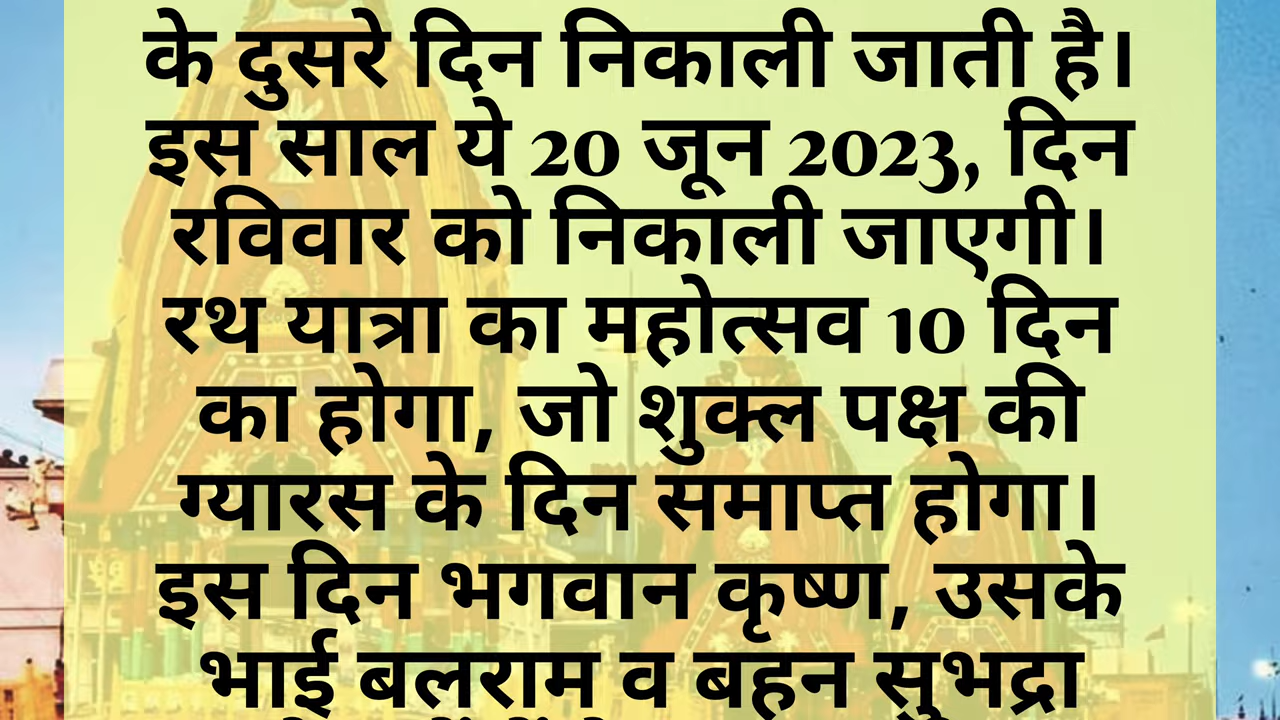 के दुसरे दिन निकाली जाती है।
इस साल ये 20 जून 2023, दिन
रविवार को निकाली जाएगी।
रथ यात्रा का महोत्सव 10 दिन
का होगा, जो शुक्ल पक्ष की
ग्यारस के दिन समाप्त होगा।
इस दिन भगवान कृष्ण, उसके
भाई बलराम व बहन सुभद्रा